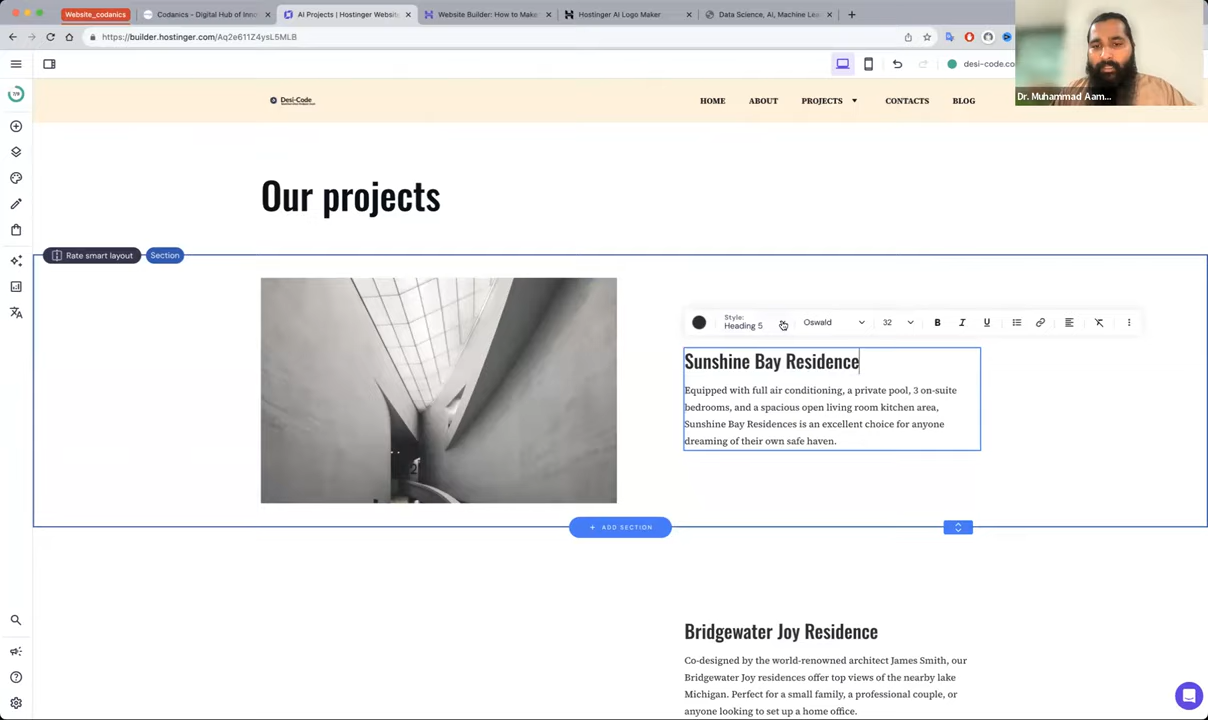 Website_codanics
Codanics - Digital Hub of Innov
AI Projects | Hostinger Website
Website Builder: How to Make
Hostinger AI Logo Maker
Data Science, AI, Machine Lea
https://builder.hostinger.com/Aq2e611Z4ysL5MLB
desi-code.co
Dr. Muhammad Aam...
7/9
Desi-Code
HOME
ABOUT
PROJECTS
CONTACTS
BLOG
Our projects
Rate smart layout
Section
Style:
Heading 5
Oswald
32
B
I
U
Sunshine Bay Residence
Equipped with full air conditioning, a private pool, 3 on-suite
bedrooms, and a spacious open living room kitchen area,
Sunshine Bay Residences is an excellent choice for anyone
dreaming of their own safe haven.
+ ADD SECTION
Bridgewater Joy Residence
Co-designed by the world-renowned architect James Smith, our
Bridgewater Joy residences offer top views of the nearby lake
Michigan. Perfect for a small family, a professional couple, or
anyone looking to set up a home office.